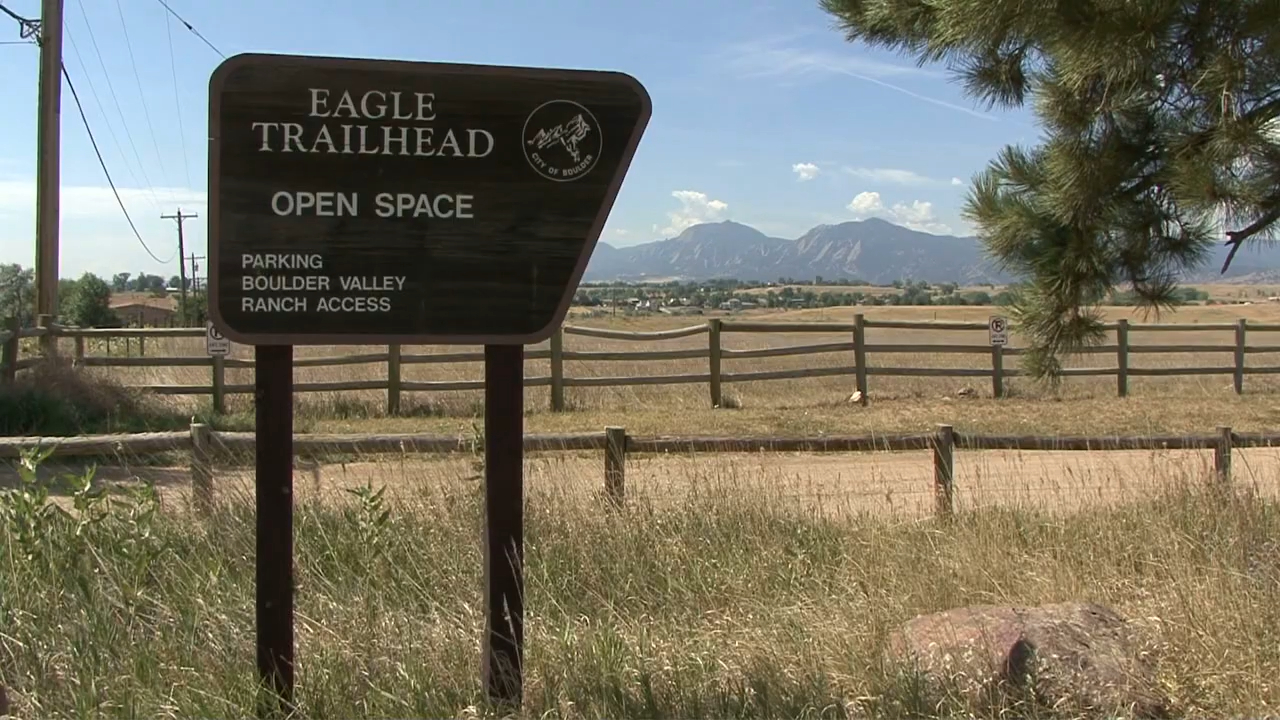 EAGLE
TRAILHEAD
CITY OF BOULDER
OPEN SPACE
PARKING
BOULDER VALLEY
RANCH ACCESS